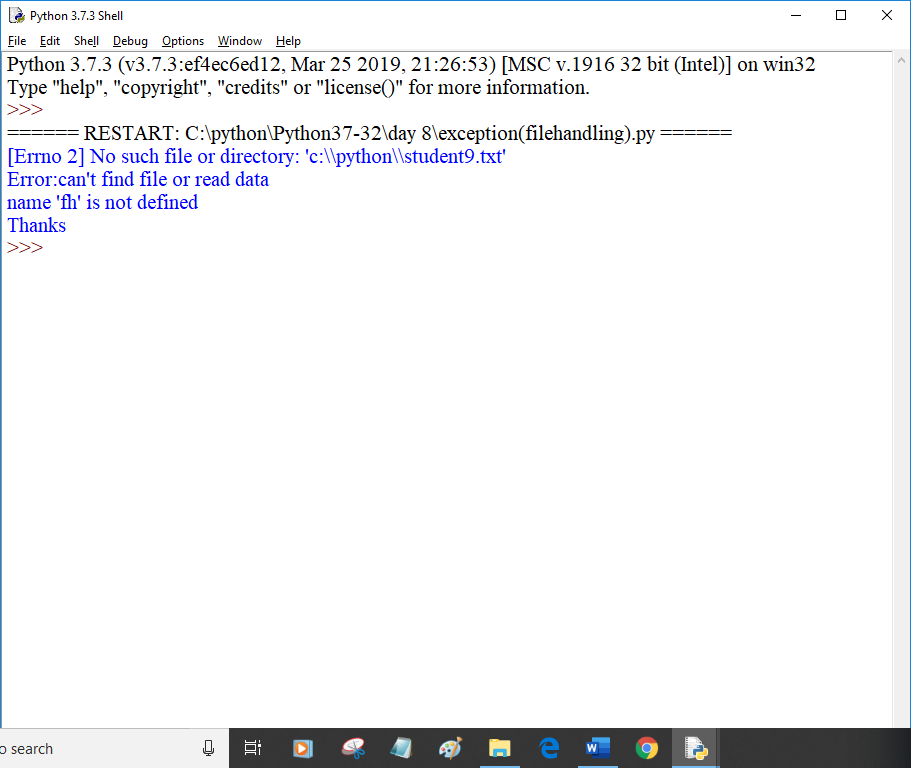 Python 3.7.3 Shell
File Edit Shell Debug Options Window Help
Python 3.7.3 (v3.7.3:ef4ec6ed12, Mar 25 2019, 21:26:53) [MSC v.1916 32 bit (Intel)] on win32
Type "help", "copyright", "credits" or "license()" for more information.
>>>
====== RESTART: C:\python\Python37-32\day 8\exception(filehandling).py ======
[Errno 2] No such file or directory: 'c:\\python\\student9.txt'
Error:can't find file or read data
name 'fh' is not defined
Thanks
>>>
o search